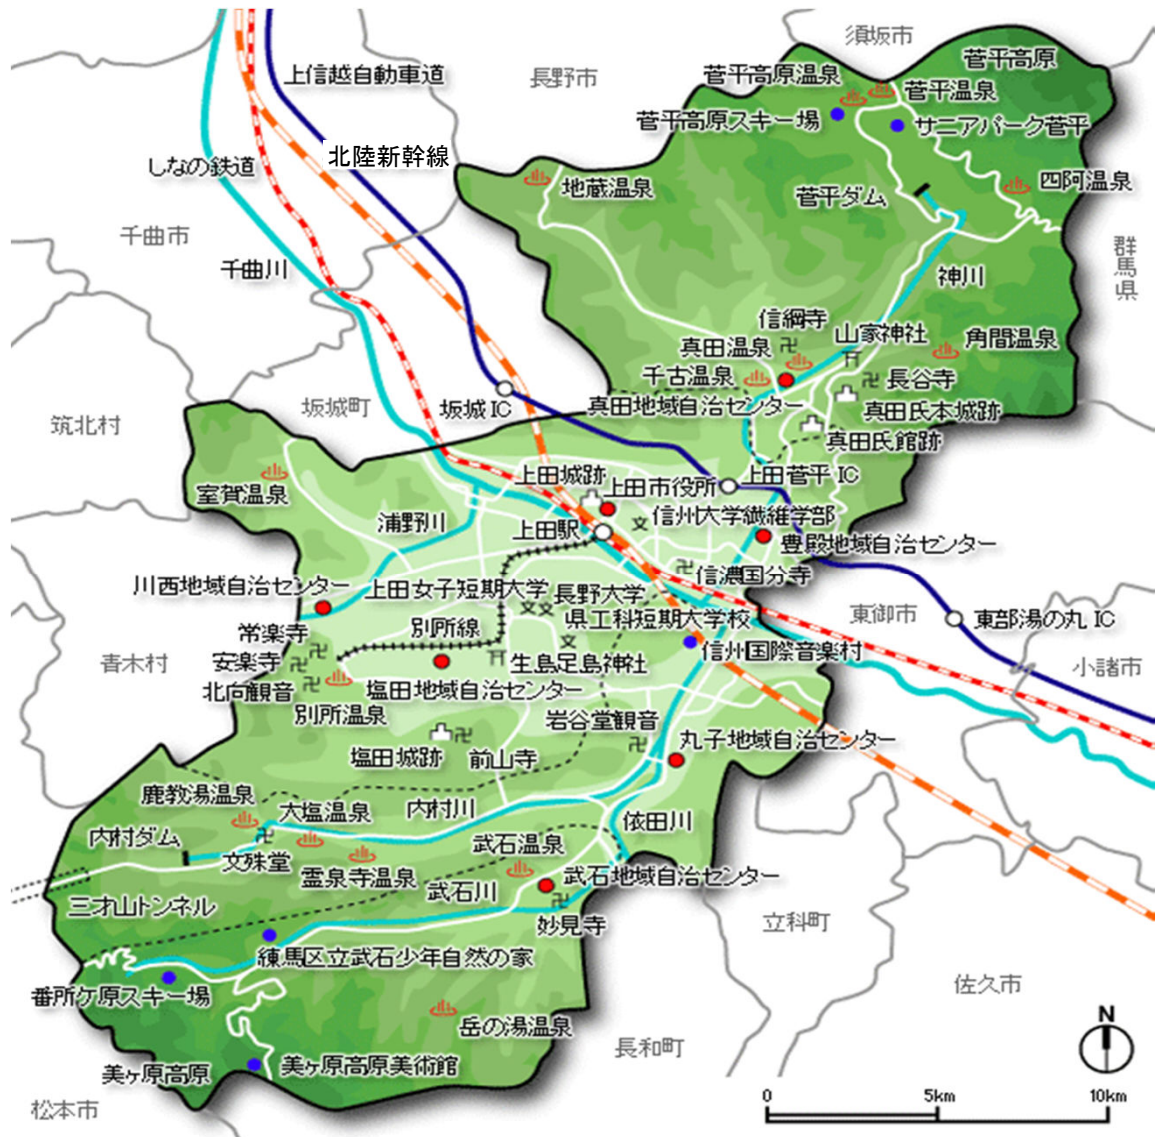 須坂市
菅平高原
上信越自動車道
長野市
菅平高原温泉
菅平温泉
菅平高原スキー場
サニアパーク菅平
北陸新幹線
しなの鉄道
地蔵温泉
菅平ダム
四阿温泉
千曲市
群馬県
千曲川
神川
信綱寺
山家神社
真田温泉
角間温泉
千古温泉
長谷寺
坂城町
坂城IC
真田地域自治センター
真田氏本城跡
筑北村
真田氏館跡
上田城跡
上田菅平IC
室賀温泉
上田市役所
浦野川
上田駅
文
信州大学繊維学部
豊殿地域自治センター
川西地域自治センター
上田女子短期大学
長野大学
信濃国分寺
文文
県工科短期大学校
東御市
東部湯の丸IC
常楽寺
別所線
文
安楽寺
生島足島神社
信州国際音楽村
青木村
小諸市
北向観音
塩田地域自治センター
別所温泉
岩谷堂観音
丸子地域自治センター
塩田城跡
前山寺
鹿教湯温泉
大塩温泉
内村川
依田川
内村ダム
武石温泉
文殊堂
霊泉寺温泉
武石川
武石地域自治センター
三才山トンネル
妙見寺
立科町
練馬区立武石少年自然の家
番所ケ原スキー場
佐久市
岳の湯温泉
長和町
N
美ヶ原高原
美ヶ原高原美術館
松本市
0
5km
10km